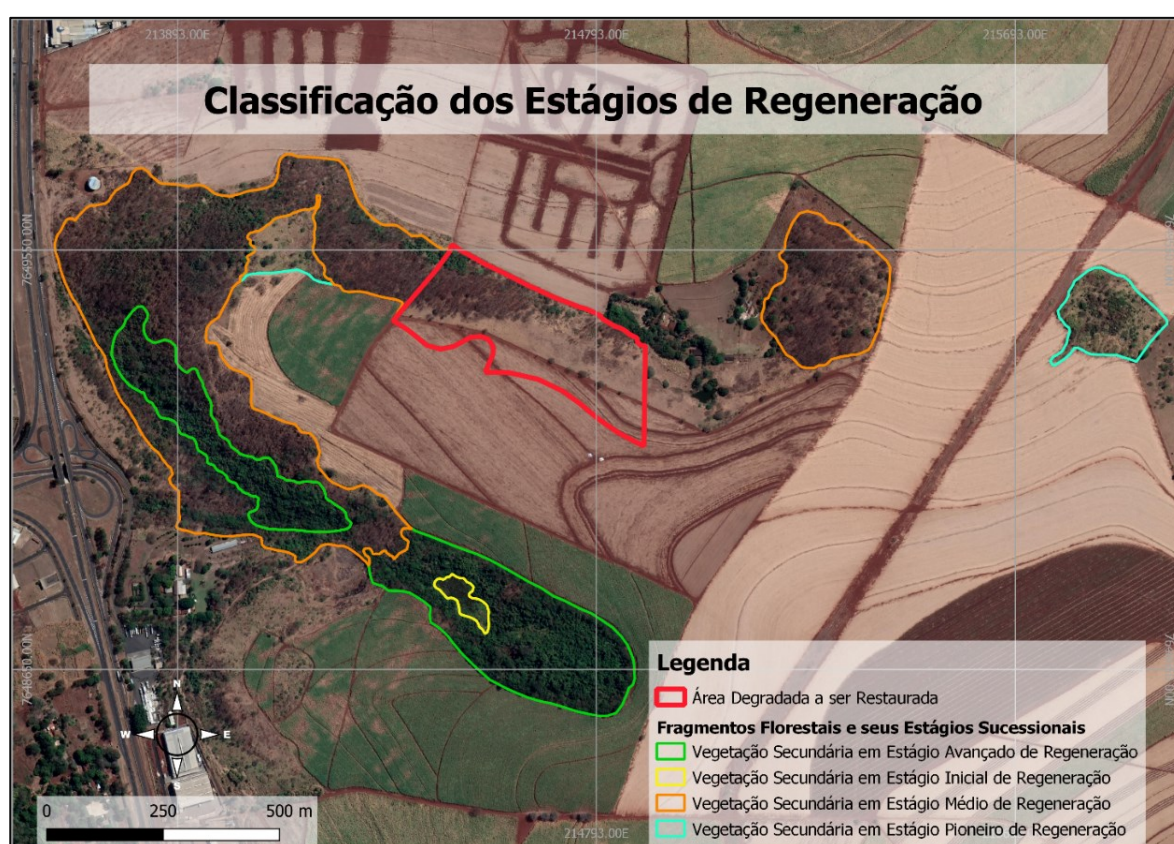 213893.00E 214793.00E 215693.00E
Classificação dos Estágios de Regeneração
7649550.00N
7648650.00N
N
W E
S
Legenda
Área Degradada a ser Restaurada
Fragmentos Florestais e seus Estágios Sucessionais
Vegetação Secundária em Estágio Avançado de Regeneração
Vegetação Secundária em Estágio Inicial de Regeneração
Vegetação Secundária em Estágio Médio de Regeneração
Vegetação Secundária em Estágio Pioneiro de Regeneração
0 250 500 m
214793.00E